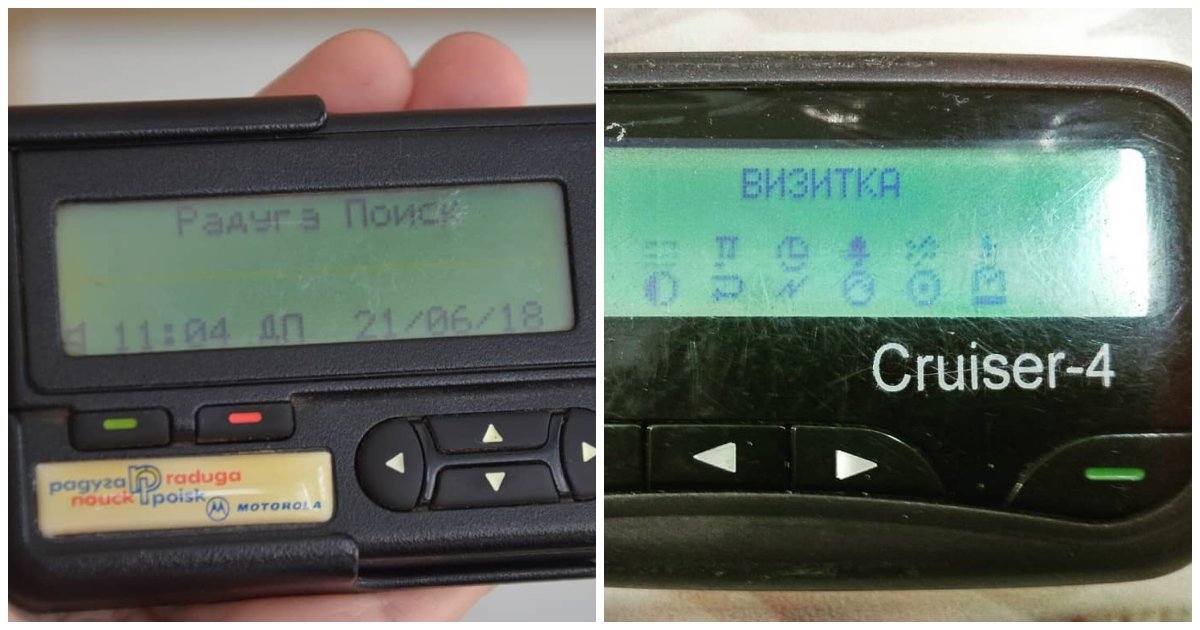 Радуга Поиск
11:04 ДП 21/06/18
радуга raduga
поиск poisk
MOTOROLA
ВИЗИТКА
Cruiser-4